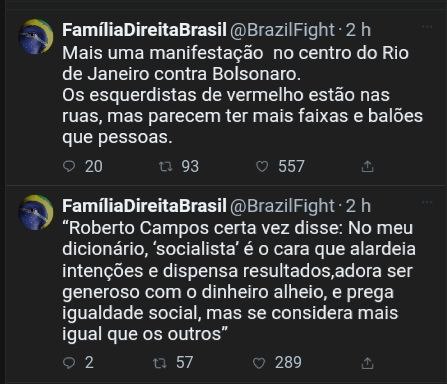 FamíliaDireitaBrasil @BrazilFight · 2 h
Mais uma manifestação no centro do Rio
de Janeiro contra Bolsonaro.
Os esquerdistas de vermelho estão nas
ruas, mas parecem ter mais faixas e balões
que pessoas.
20 93 557
FamíliaDireitaBrasil @BrazilFight · 2 h
“Roberto Campos certa vez disse: No meu
dicionário, ‘socialista’ é o cara que alardeia
intenções e dispensa resultados,adora ser
generoso com o dinheiro alheio, e prega
igualdade social, mas se considera mais
igual que os outros”
2 57 289